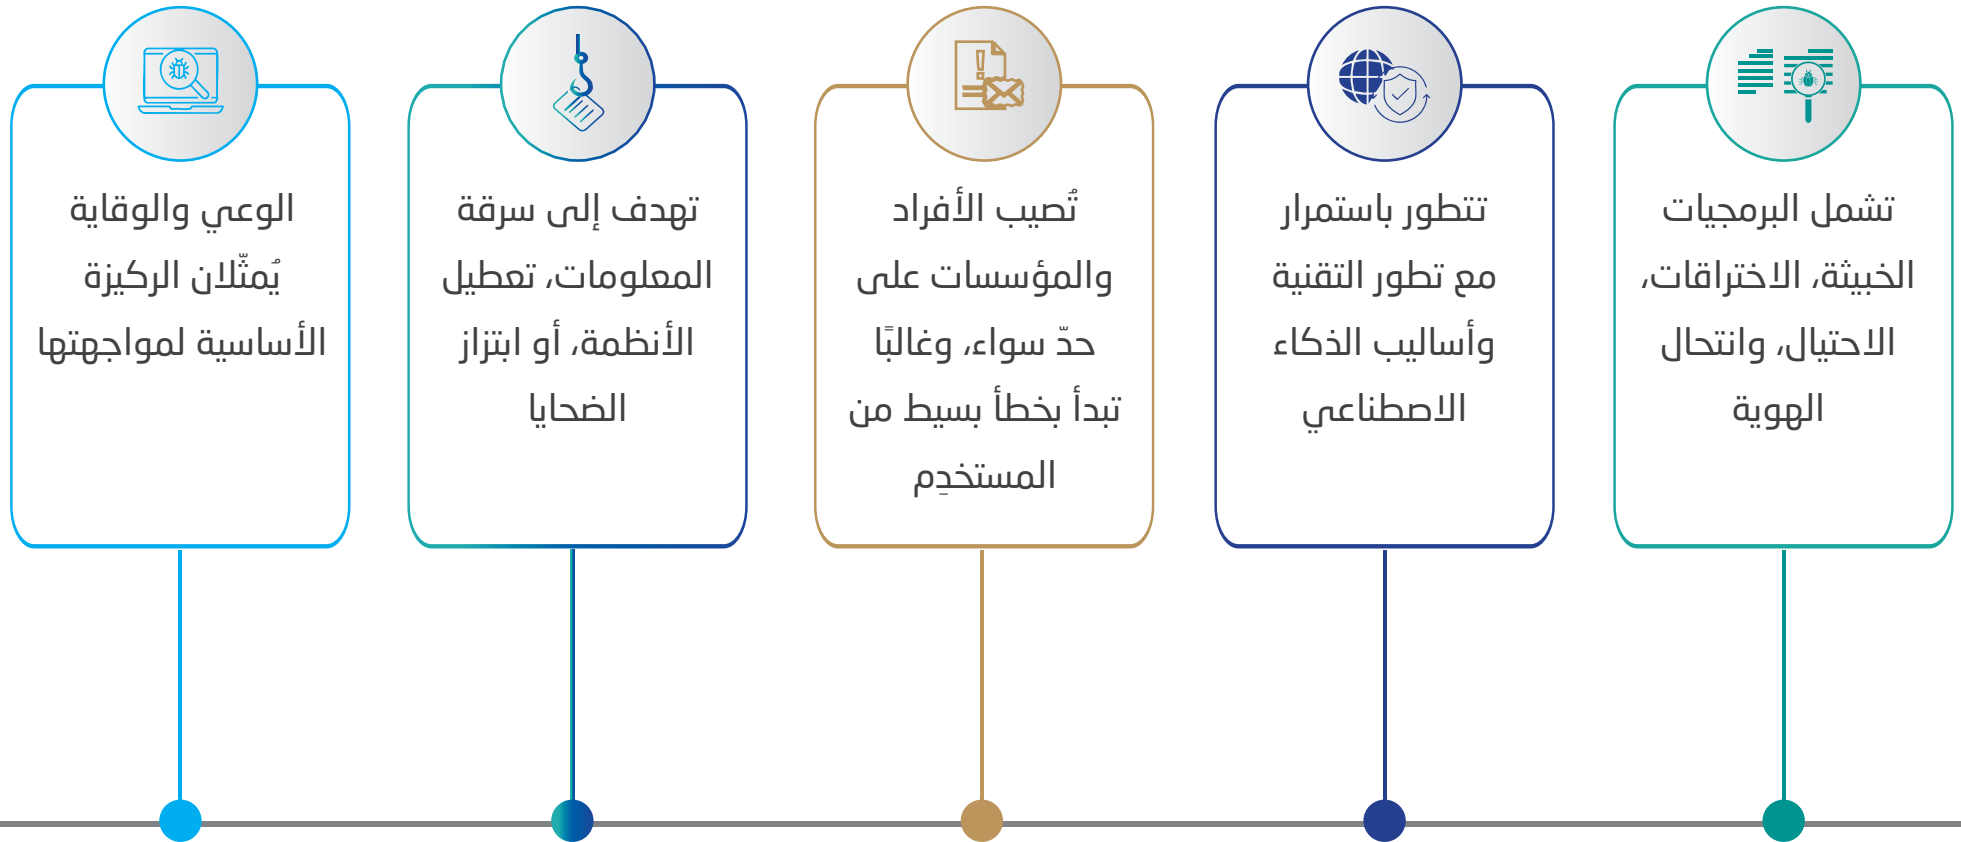 تشمل البرمجيات
الخبيثة، الاختراقات،
الاحتيال، وانتحال
الهوية
تتطور باستمرار
مع تطور التقنية
وأساليب الذكاء
الاصطناعي
تُصيب الأفراد
والمؤسسات على
حدّ سواء، وغالبًا
تبدأ بخطأ بسيط من
المستخدِم
تهدف إلى سرقة
المعلومات، تعطيل
الأنظمة، أو ابتزاز
الضحايا
الوعي والوقاية
يُمثّلان الركيزة
الأساسية لمواجهتها